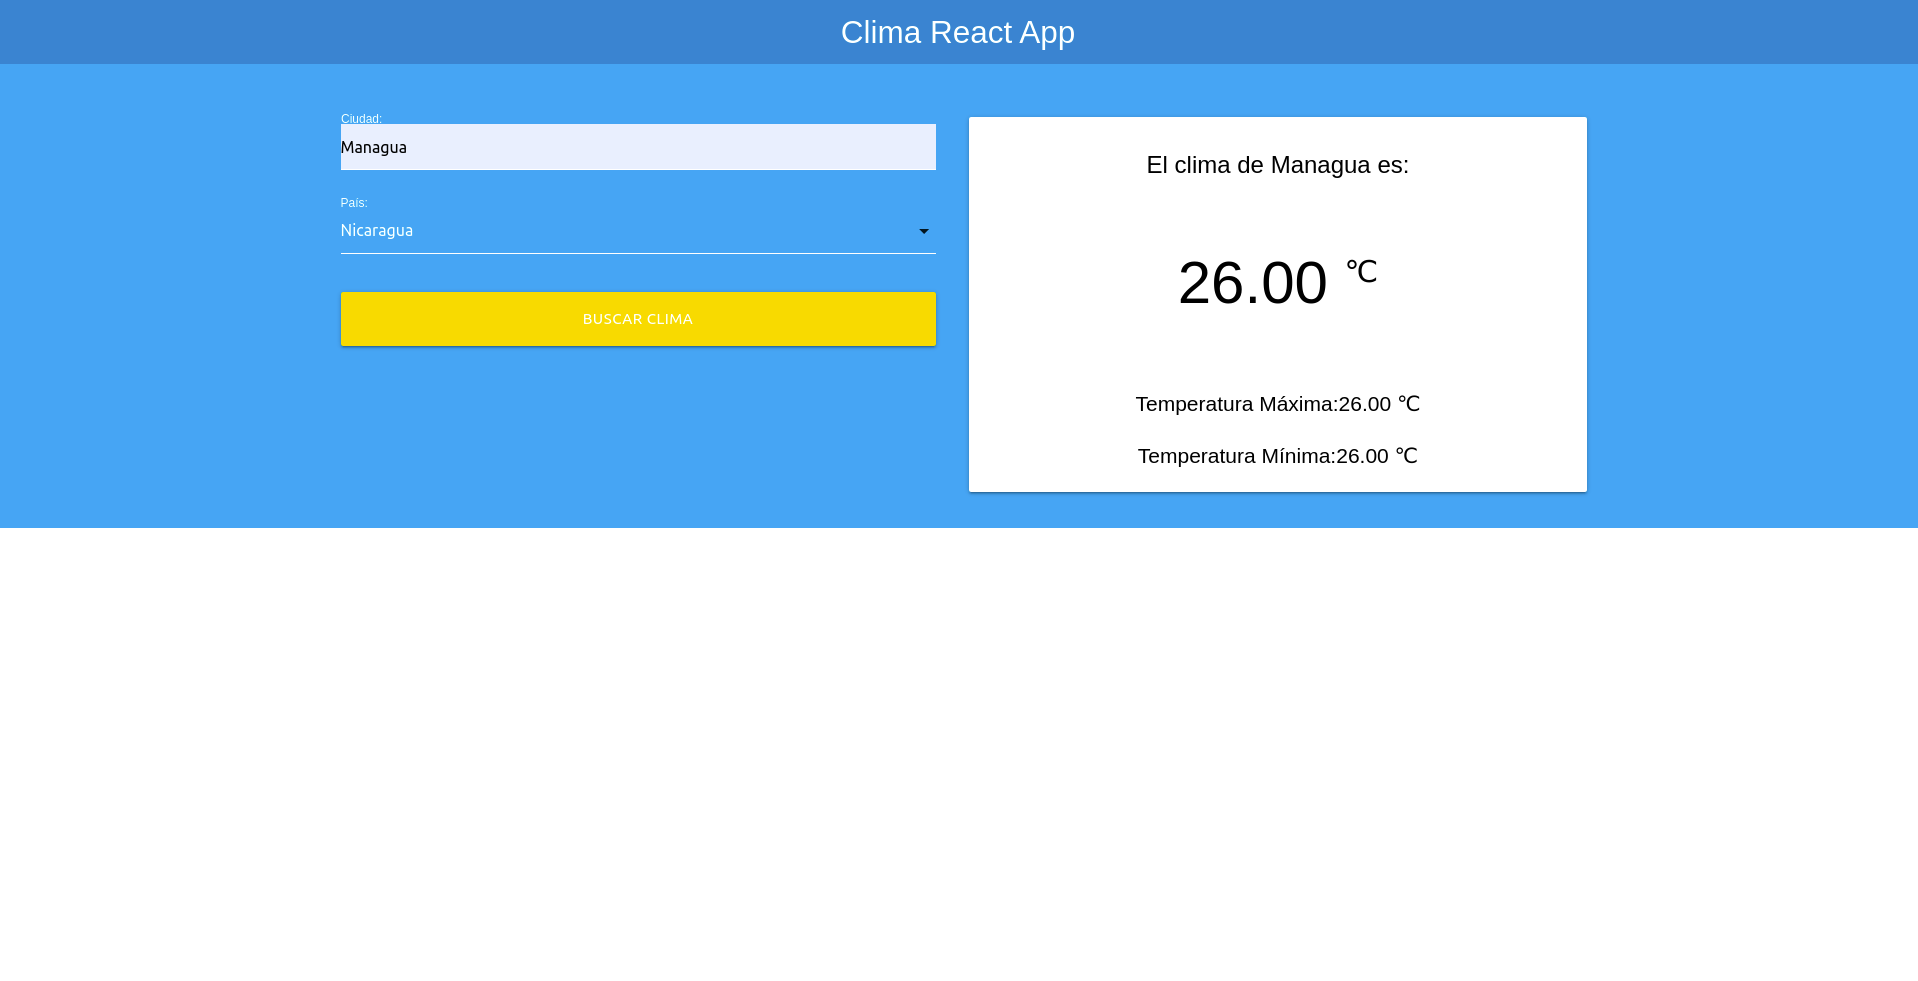 Clima React App
Ciudad:
Managua
País:
Nicaragua
BUSCAR CLIMA
El clima de Managua es:
26.00 ℃
Temperatura Máxima:26.00 ℃
Temperatura Mínima:26.00 ℃